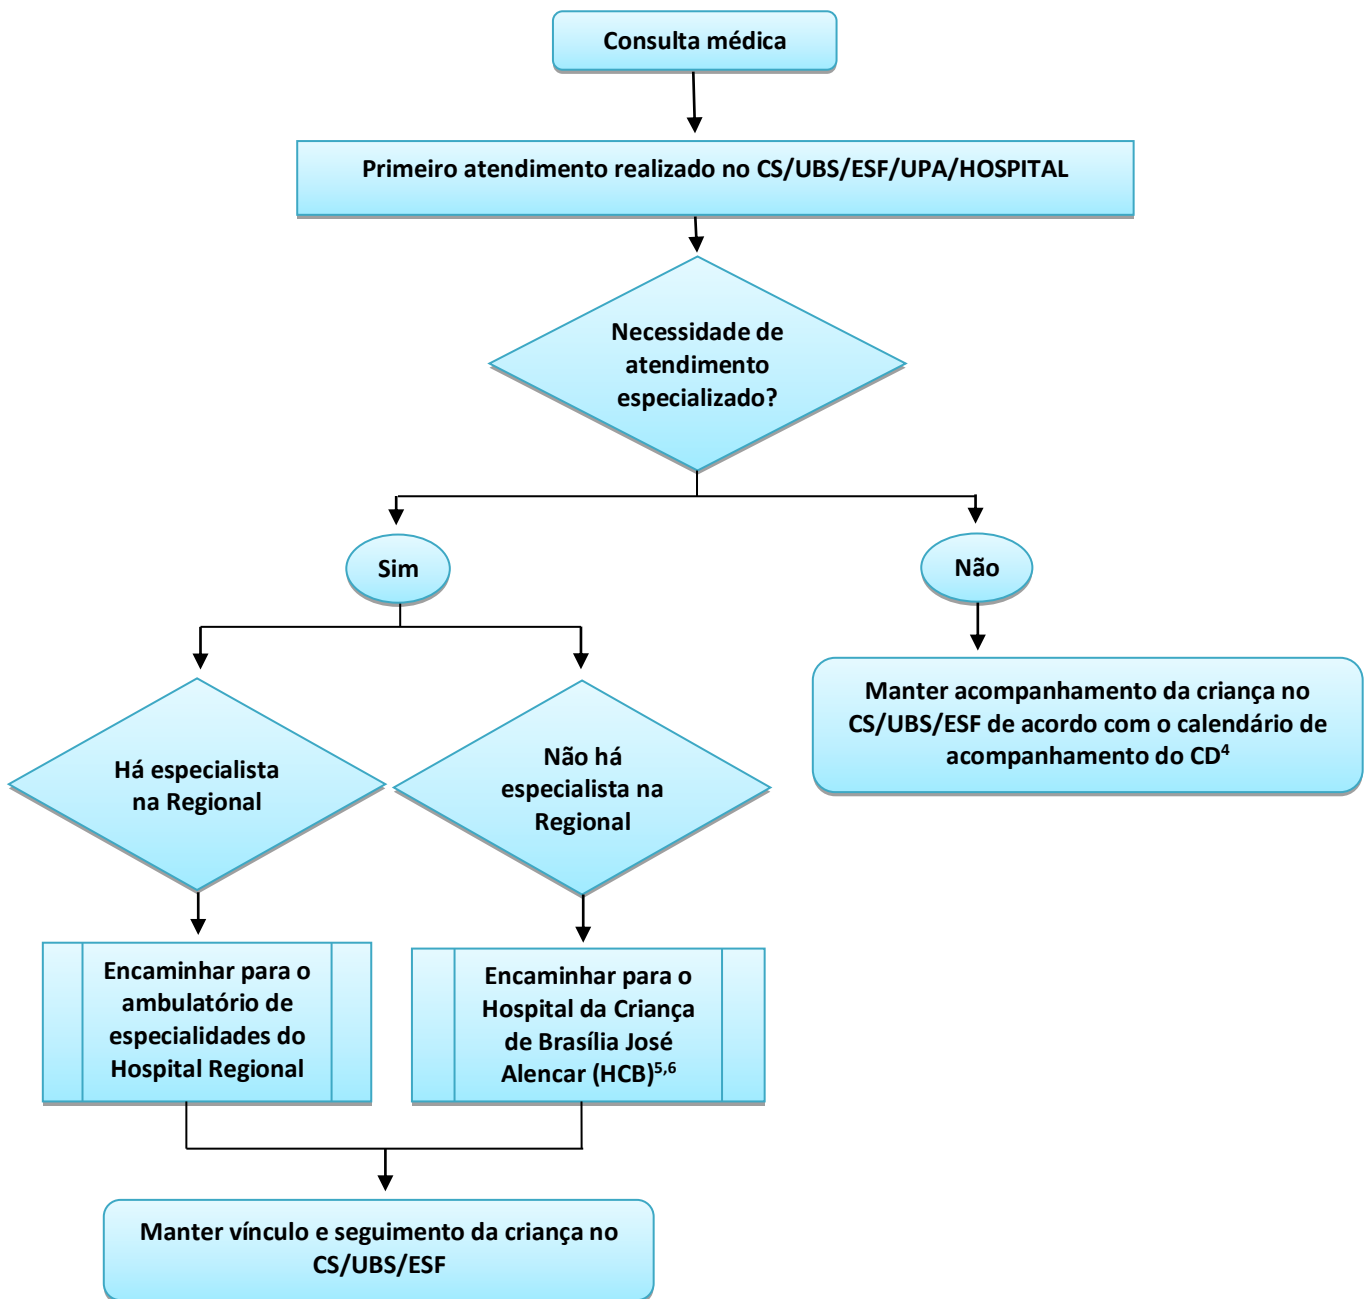 Consulta médica
Primeiro atendimento realizado no CS/UBS/ESF/UPA/HOSPITAL
Necessidade de
atendimento
especializado?
Sim
Não
Há especialista
na Regional
Não há
especialista na
Regional
Manter acompanhamento da criança no
CS/UBS/ESF de acordo com o calendário de
acompanhamento do CD⁴
Encaminhar para o
ambulatório de
especialidades do
Hospital Regional
Encaminhar para o
Hospital da Criança
de Brasília José
Alencar (HCB)⁵,⁶
Manter vínculo e seguimento da criança no
CS/UBS/ESF